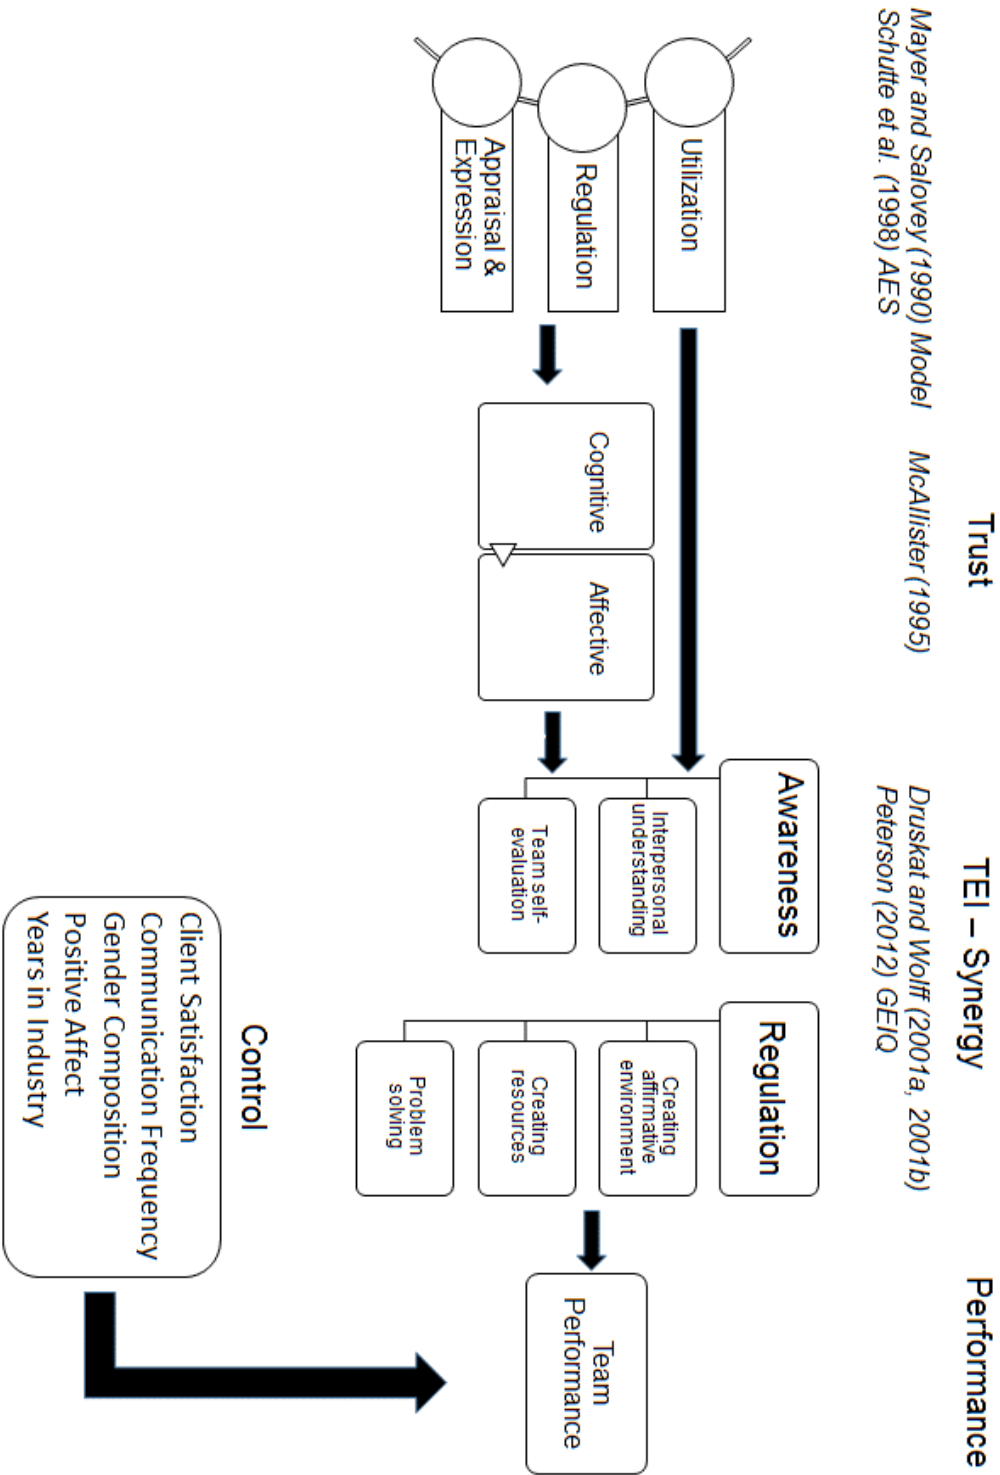 Trust
TEI – Synergy
Performance
Mayer and Salovey (1990) Model
Schutte et al. (1998) AES
McAllister (1995)
Druskat and Wolff (2001a, 2001b)
Peterson (2012) GEIQ
Utilization
Regulation
Appraisal &
Expression
Cognitive
Affective
Awareness
Interpersonal
understanding
Team self-
evaluation
Regulation
Creating
affirmative
environment
Creating
resources
Problem
solving
Team
Performance
Control
Client Satisfaction
Communication Frequency
Gender Composition
Positive Affect
Years in Industry